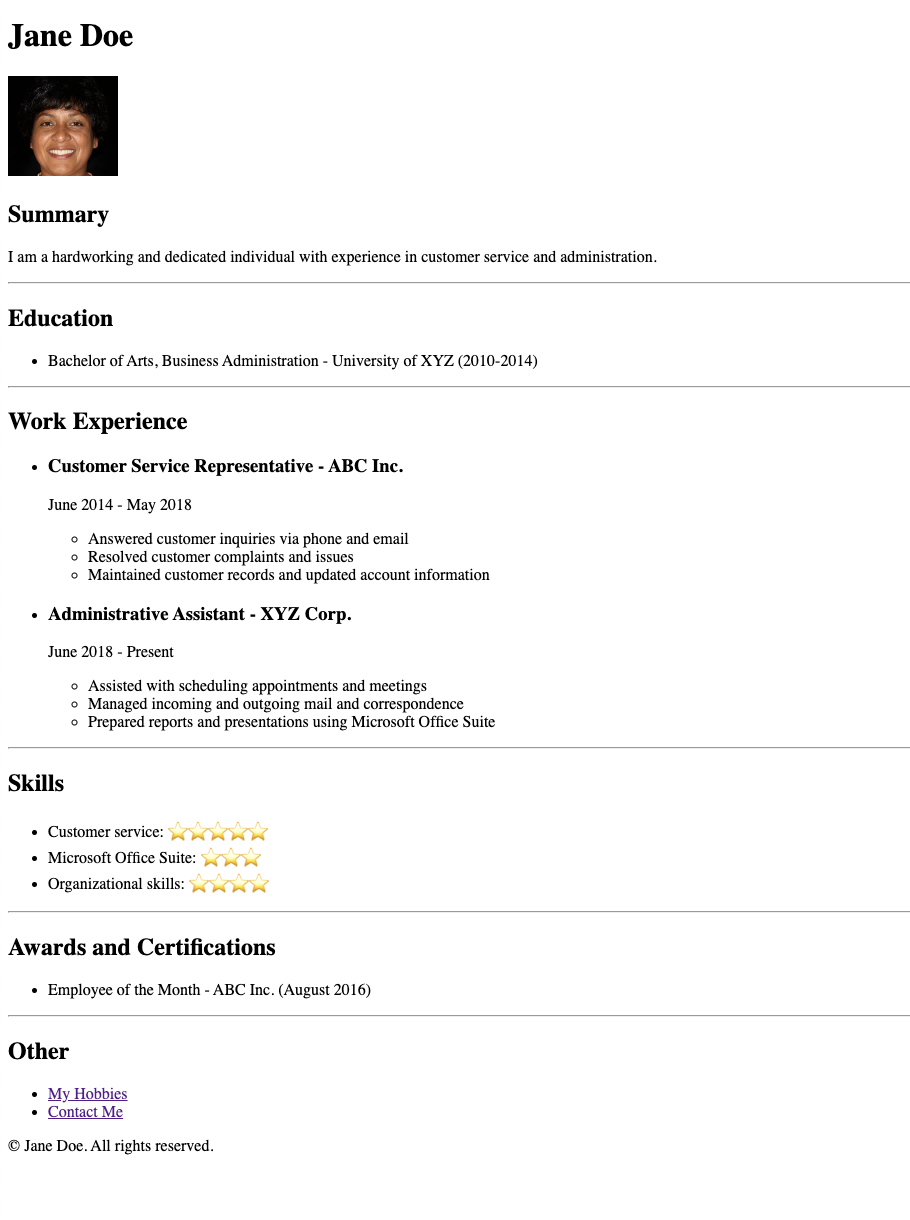 Jane Doe
Summary
I am a hardworking and dedicated individual with experience in customer service and administration.
Education
Bachelor of Arts, Business Administration - University of XYZ (2010-2014)
Work Experience
Customer Service Representative - ABC Inc.
June 2014 - May 2018
Answered customer inquiries via phone and email
Resolved customer complaints and issues
Maintained customer records and updated account information
Administrative Assistant - XYZ Corp.
June 2018 - Present
Assisted with scheduling appointments and meetings
Managed incoming and outgoing mail and correspondence
Prepared reports and presentations using Microsoft Office Suite
Skills
Customer service: ⭐⭐⭐⭐⭐
Microsoft Office Suite: ⭐⭐⭐
Organizational skills: ⭐⭐⭐⭐
Awards and Certifications
Employee of the Month - ABC Inc. (August 2016)
Other
My Hobbies
Contact Me
© Jane Doe. All rights reserved.